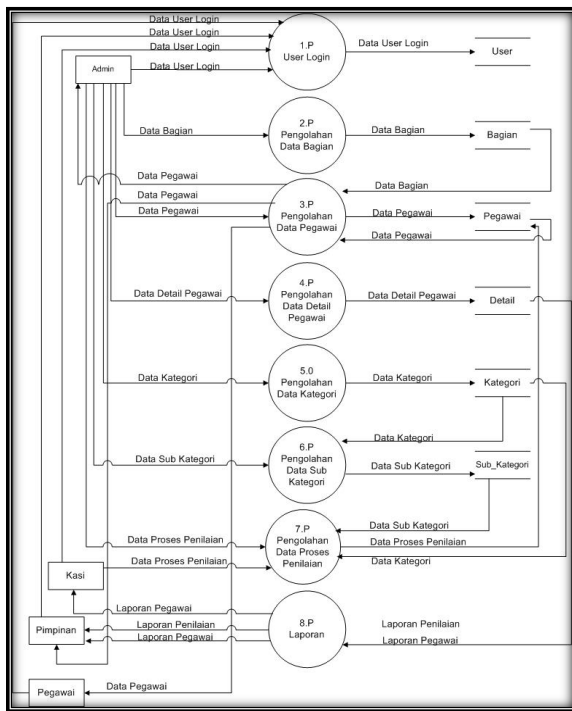 Data User Login
Data User Login
Data User Login
Data User Login
Admin
1.P
User Login
Data User Login
User
Data Bagian
2.P
Pengolahan
Data Bagian
Data Bagian
Bagian
Data Pegawai
Data Pegawai
Data Pegawai
3.P
Pengolahan
Data Pegawai
Data Bagian
Data Pegawai
Pegawai
Data Pegawai
Data Detail Pegawai
4.P
Pengolahan
Data Detail
Pegawai
Data Detail Pegawai
Detail
Data Kategori
5.0
Pengolahan
Data Kategori
Data Kategori
Kategori
Data Kategori
Data Sub Kategori
6.P
Pengolahan
Data Sub
Kategori
Data Sub Kategori
Sub_Kategori
Data Sub Kategori
Data Proses Penilaian
Data Proses Penilaian
7.P
Pengolahan
Data Proses
Penilaian
Data Proses Penilaian
Data Kategori
Kasi
Laporan Pegawai
Pimpinan
Laporan Penilaian
Laporan Pegawai
8.P
Laporan
Laporan Penilaian
Laporan Pegawai
Pegawai
Data Pegawai